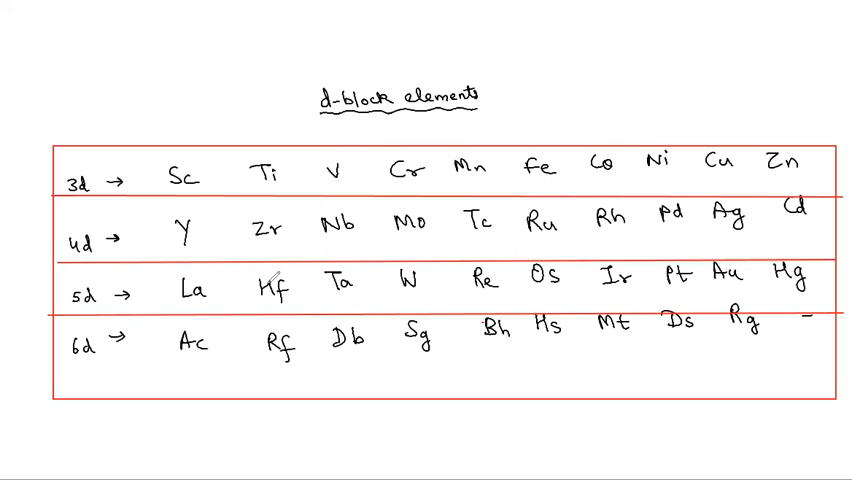 d-block elements
3d → Sc Ti V Cr Mn Fe Co Ni Cu Zn
4d → Y Zr Nb Mo Tc Ru Rh Pd Ag Cd
5d → La Hf Ta W Re Os Ir Pt Au Hg
6d → Ac Rf Db Sg Bh Hs Mt Ds Rg –